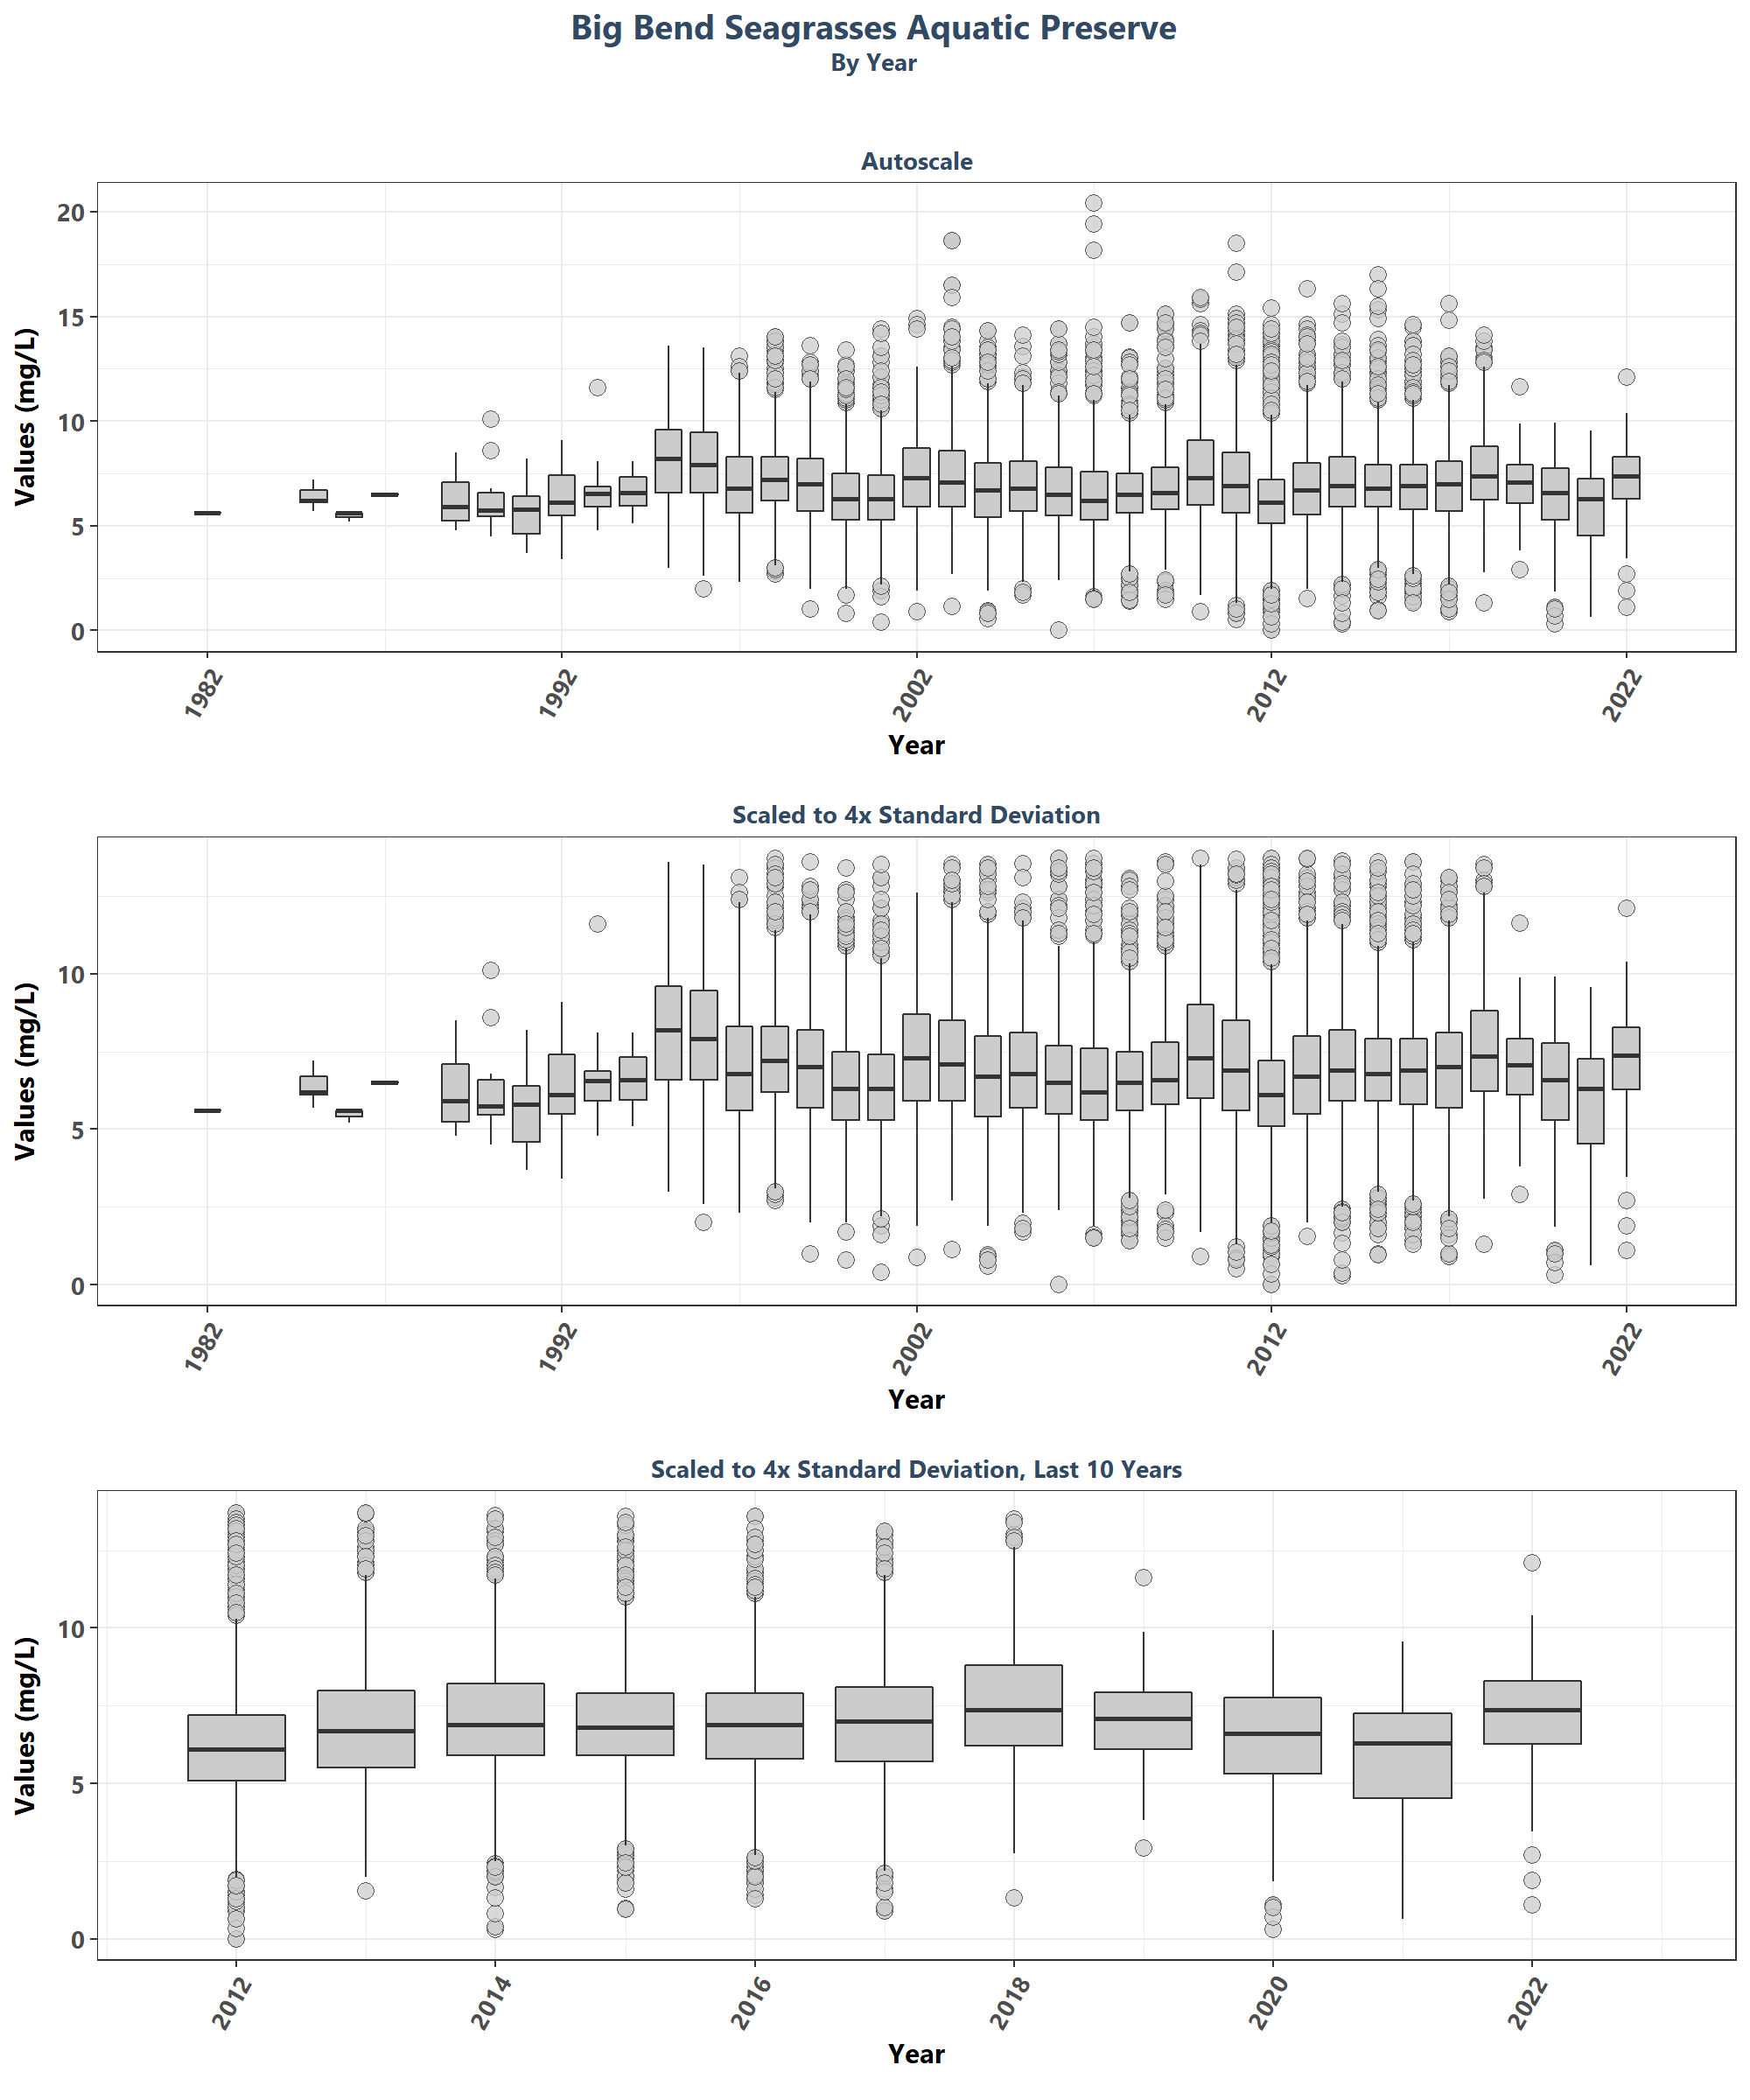 Big Bend Seagrasses Aquatic Preserve
By Year
Autoscale
Values (mg/L)
20
15
10
5
0
1982
1992
2002
2012
2022
Year
Scaled to 4x Standard Deviation
Values (mg/L)
10
5
0
1982
1992
2002
2012
2022
Year
Scaled to 4x Standard Deviation, Last 10 Years
Values (mg/L)
10
5
0
2012
2014
2016
2018
2020
2022
Year